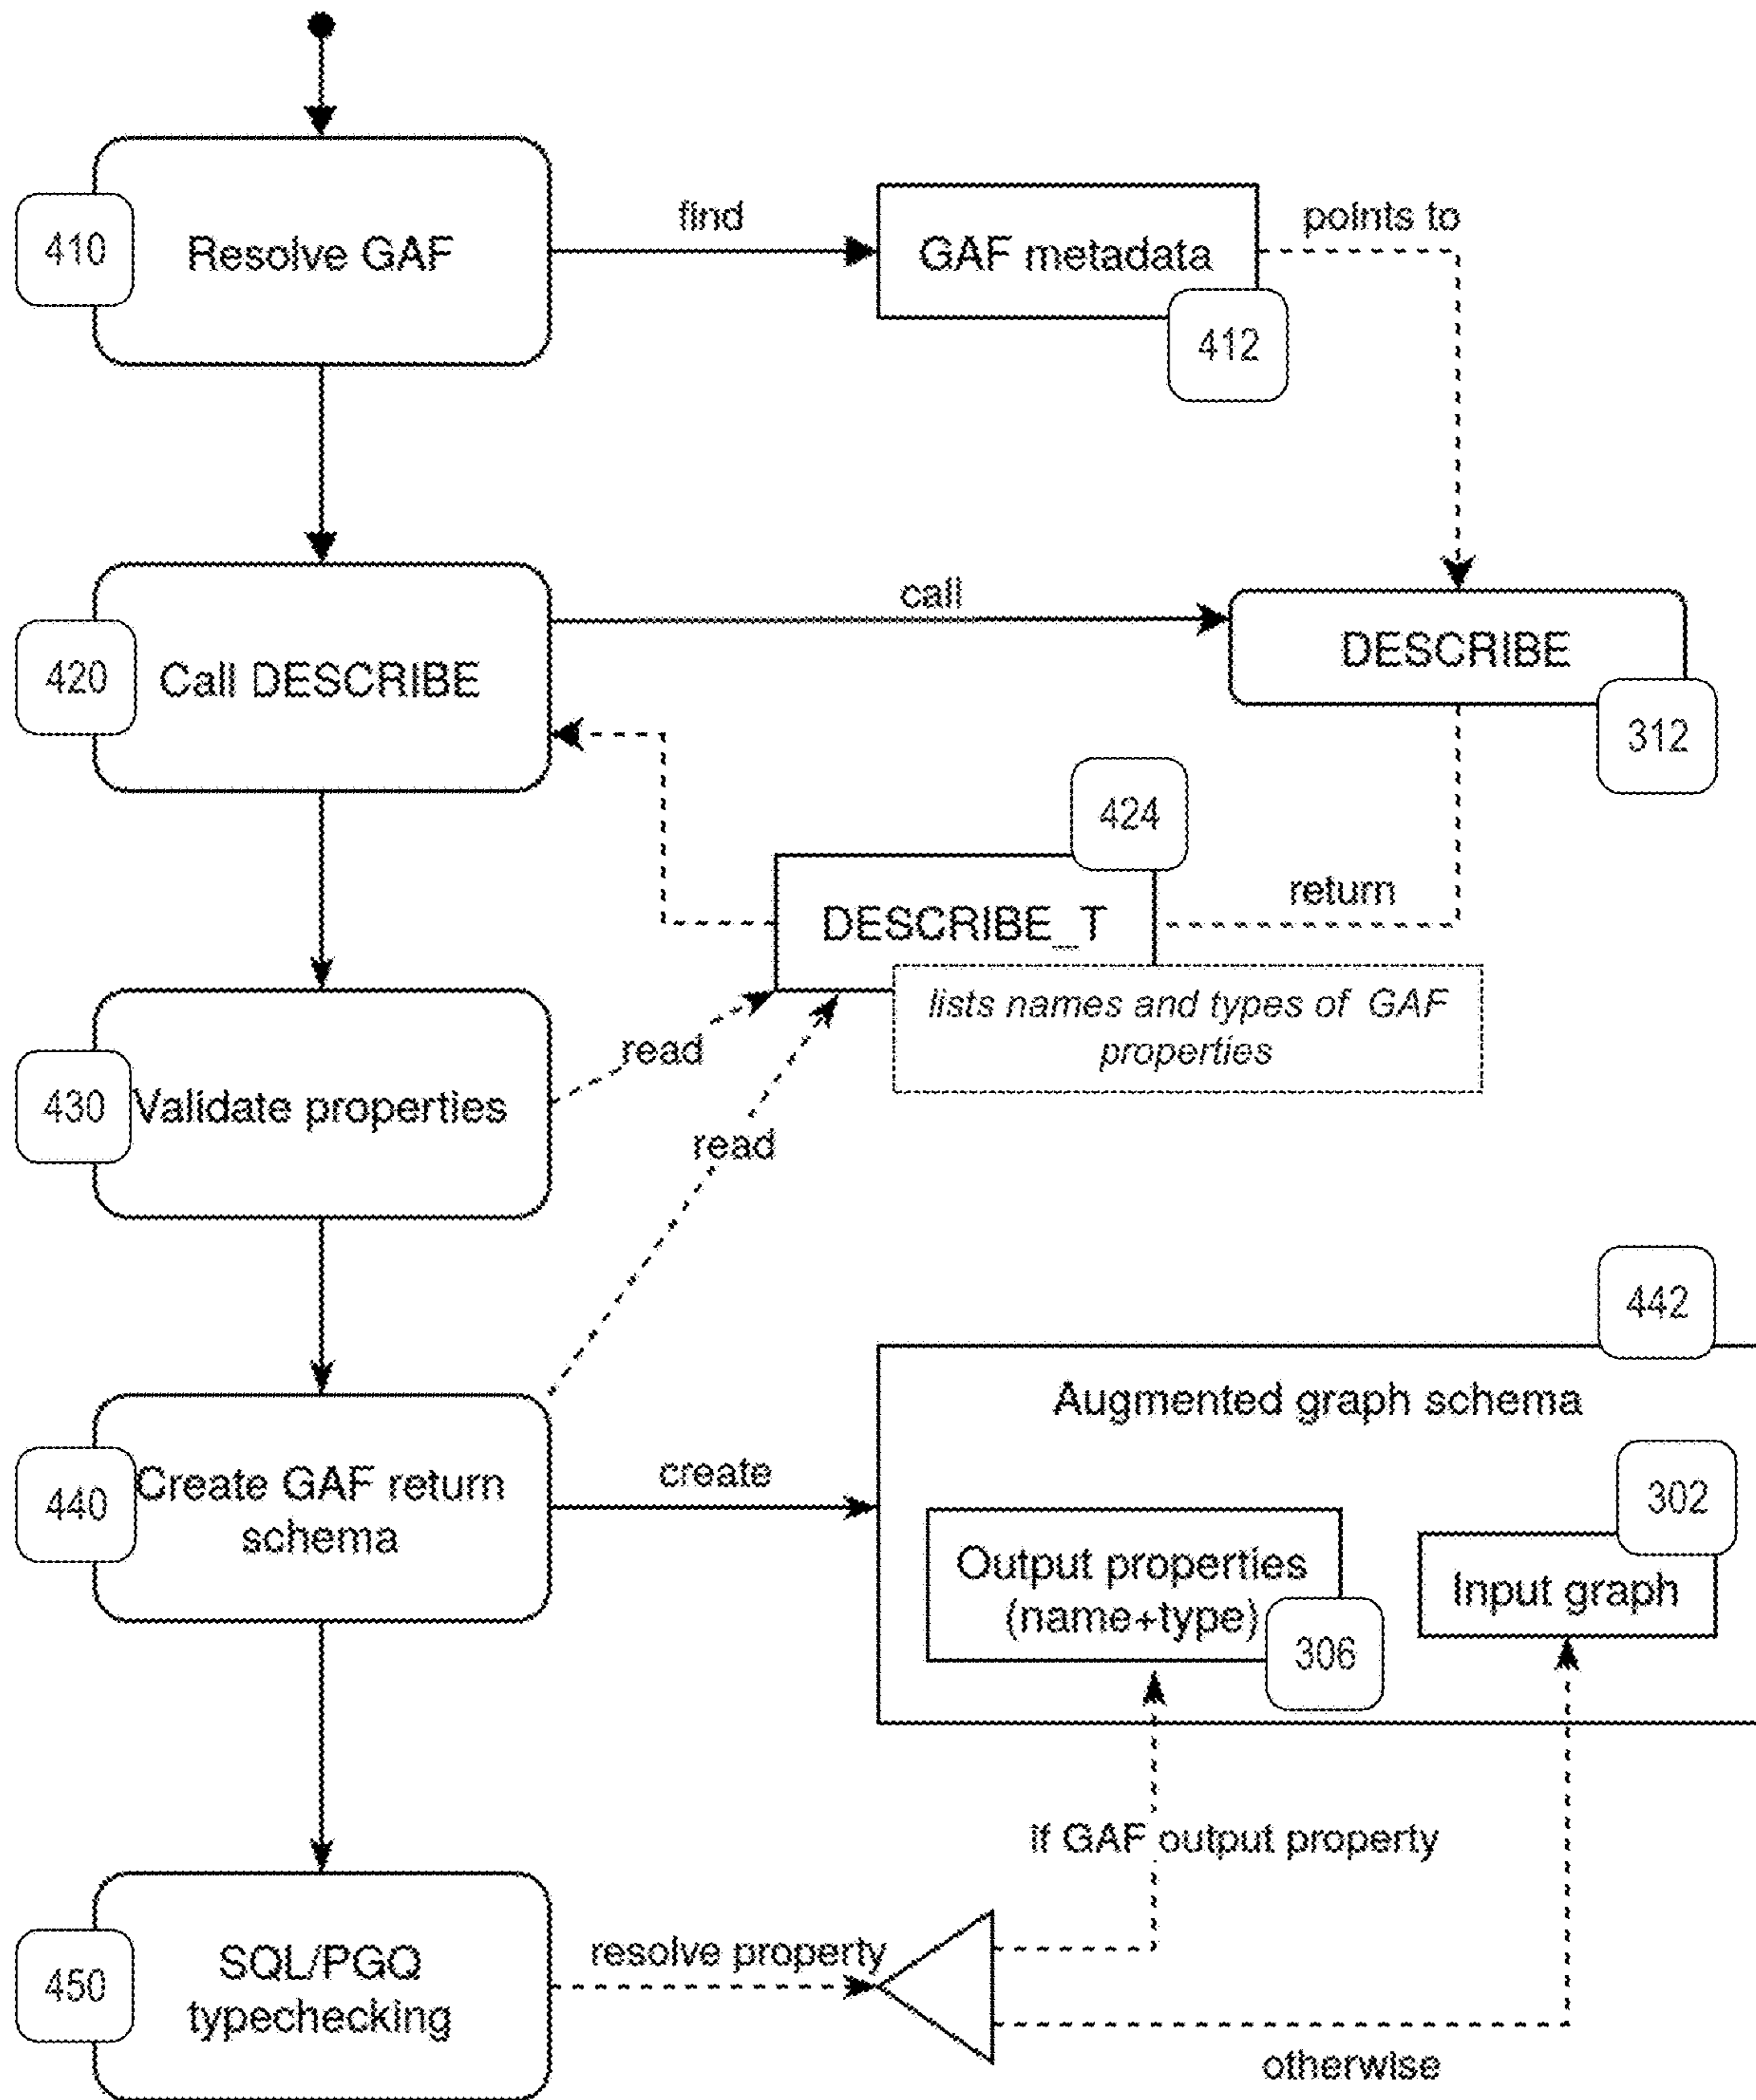 410
Resolve GAF
find
GAF metadata
points to
412
420
Call DESCRIBE
call
DESCRIBE
312
424
DESCRIBE_T
return
lists names and types of GAF
properties
430
Validate properties
read
read
442
Augmented graph schema
440
Create GAF return
schema
create
302
Output properties
(name+type)
306
Input graph
if GAF output property
450
SQL/PGQ
typechecking
resolve property
otherwise